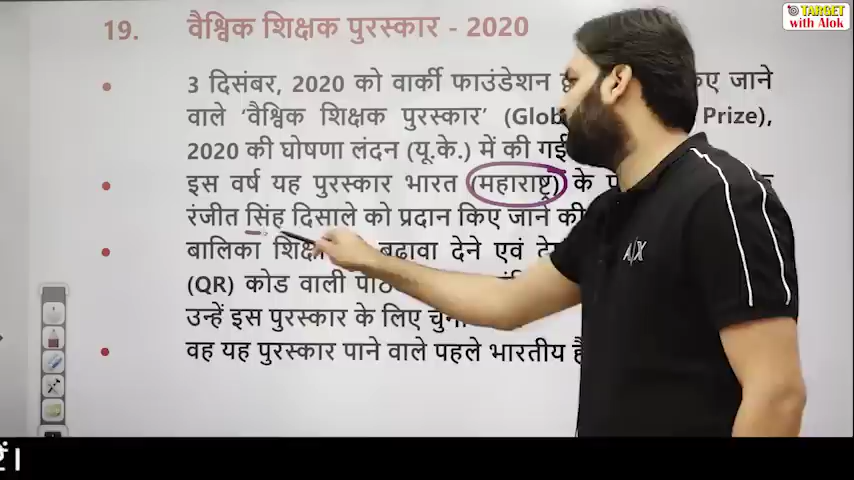 TARGET
with Alok
19. वैश्विक शिक्षक पुरस्कार - 2020
3 दिसंबर, 2020 को वार्की फाउंडेशन जाने
वाले ‘वैश्विक शिक्षक पुरस्कार’ Prize),
2020 की घोषणा लंदन (यू.के.) में की गई
इस वर्ष यह पुरस्कार भारत (महाराष्ट्र) के
रंजीत सिंह दिसाले को प्रदान किए जाने की
बालिका बढ़ावा देने एवं
(QR) कोड वाली
उन्हें इस पुरस्कार के लिए
वह यह पुरस्कार पाने वाले पहले भारतीय
A|X